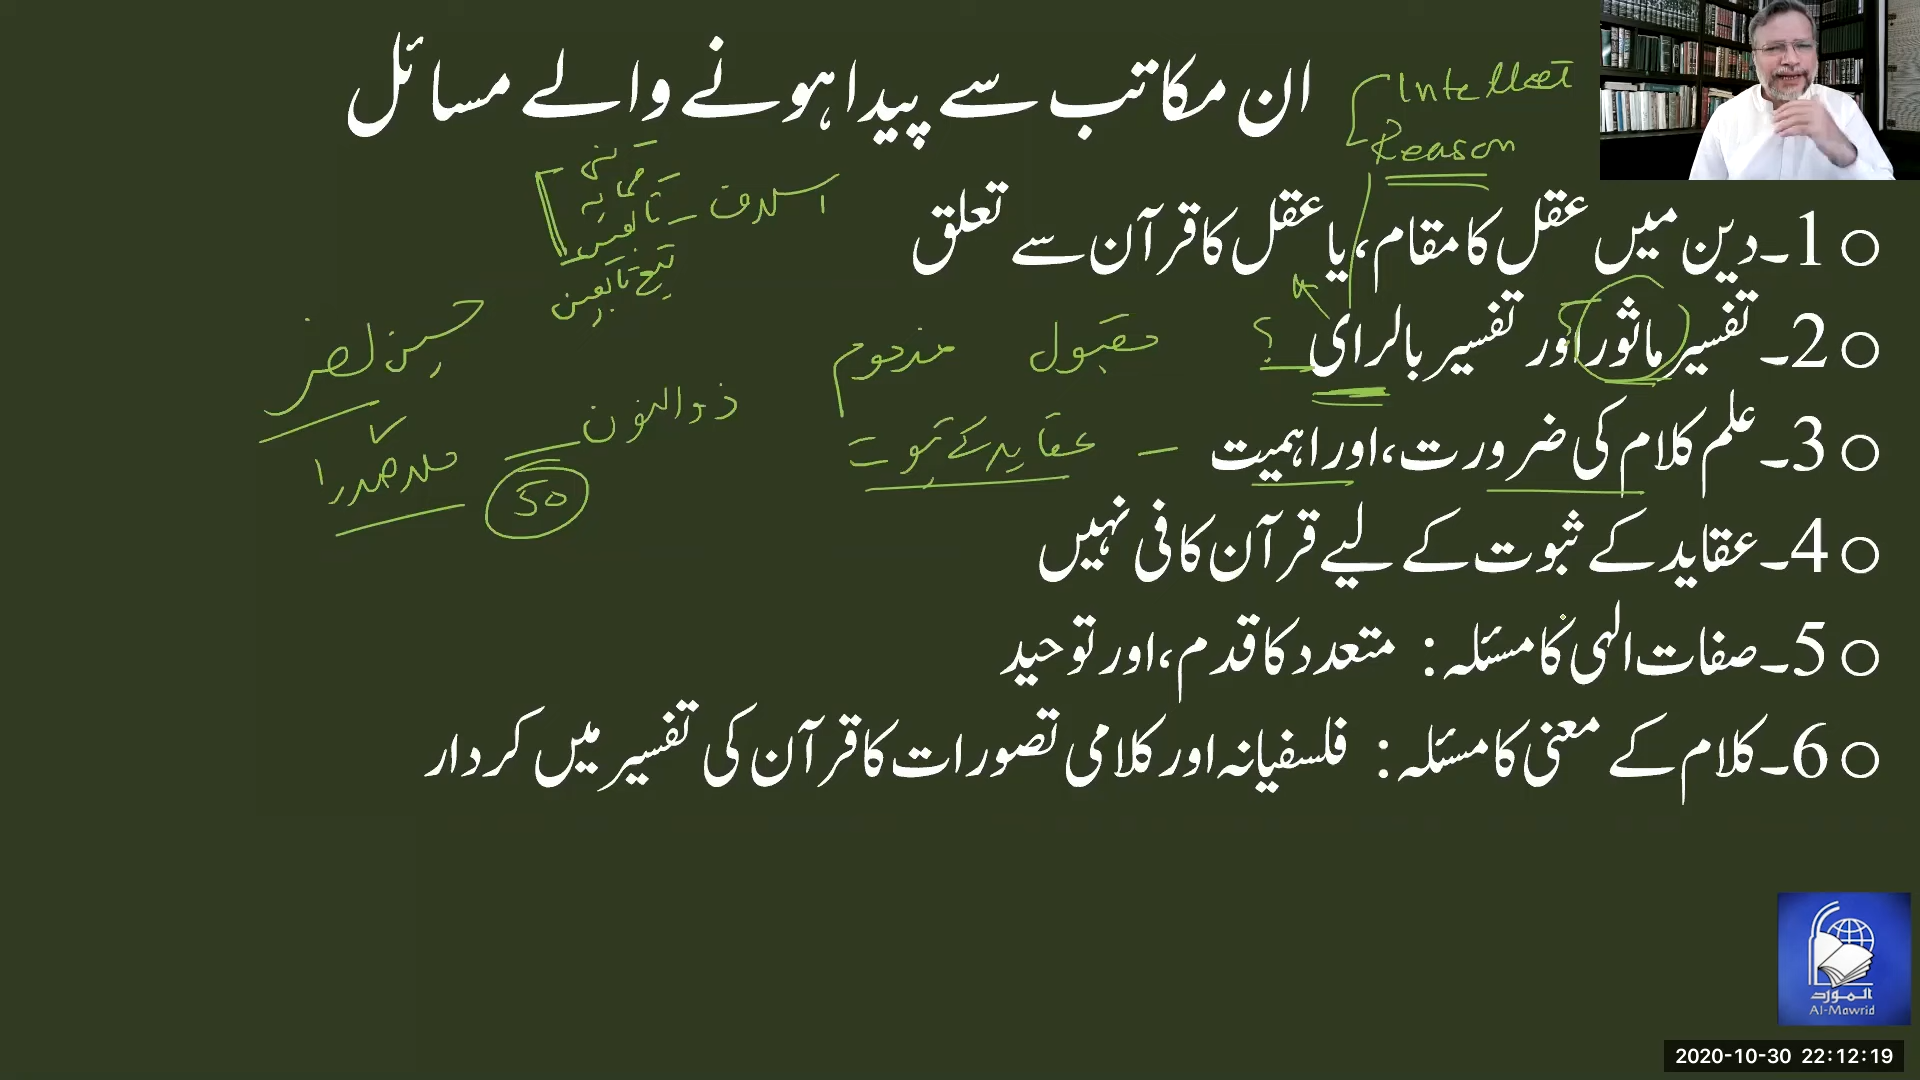 ان مکاتب سے پیدا ہونے والے مسائل
Intellect
Reason
نبی
صحابہ
تابعین
تبع تابعین
اسلاف
1۔ دین میں عقل کا مقام، یا عقل کا قرآن سے تعلق
2۔ تفسیر ماثور اور تفسیر بالرای
؟
مقبول
مذموم
3۔ علم کلام کی ضرورت، اور اہمیت
عقاید کے ثبوت
حسین نصر
ذوالنون
ملا صدرا
50
4۔ عقاید کے ثبوت کے لیے قرآن کافی نہیں
5۔ صفات الہی کا مسئلہ: متعدد کا قدم، اور توحید
6۔ کلام کے معنی کا مسئلہ: فلسفیانہ اور کلامی تصورات کا قرآن کی تفسیر میں کردار
المورد
Al-Mawrid
2020-10-30 22:12:19